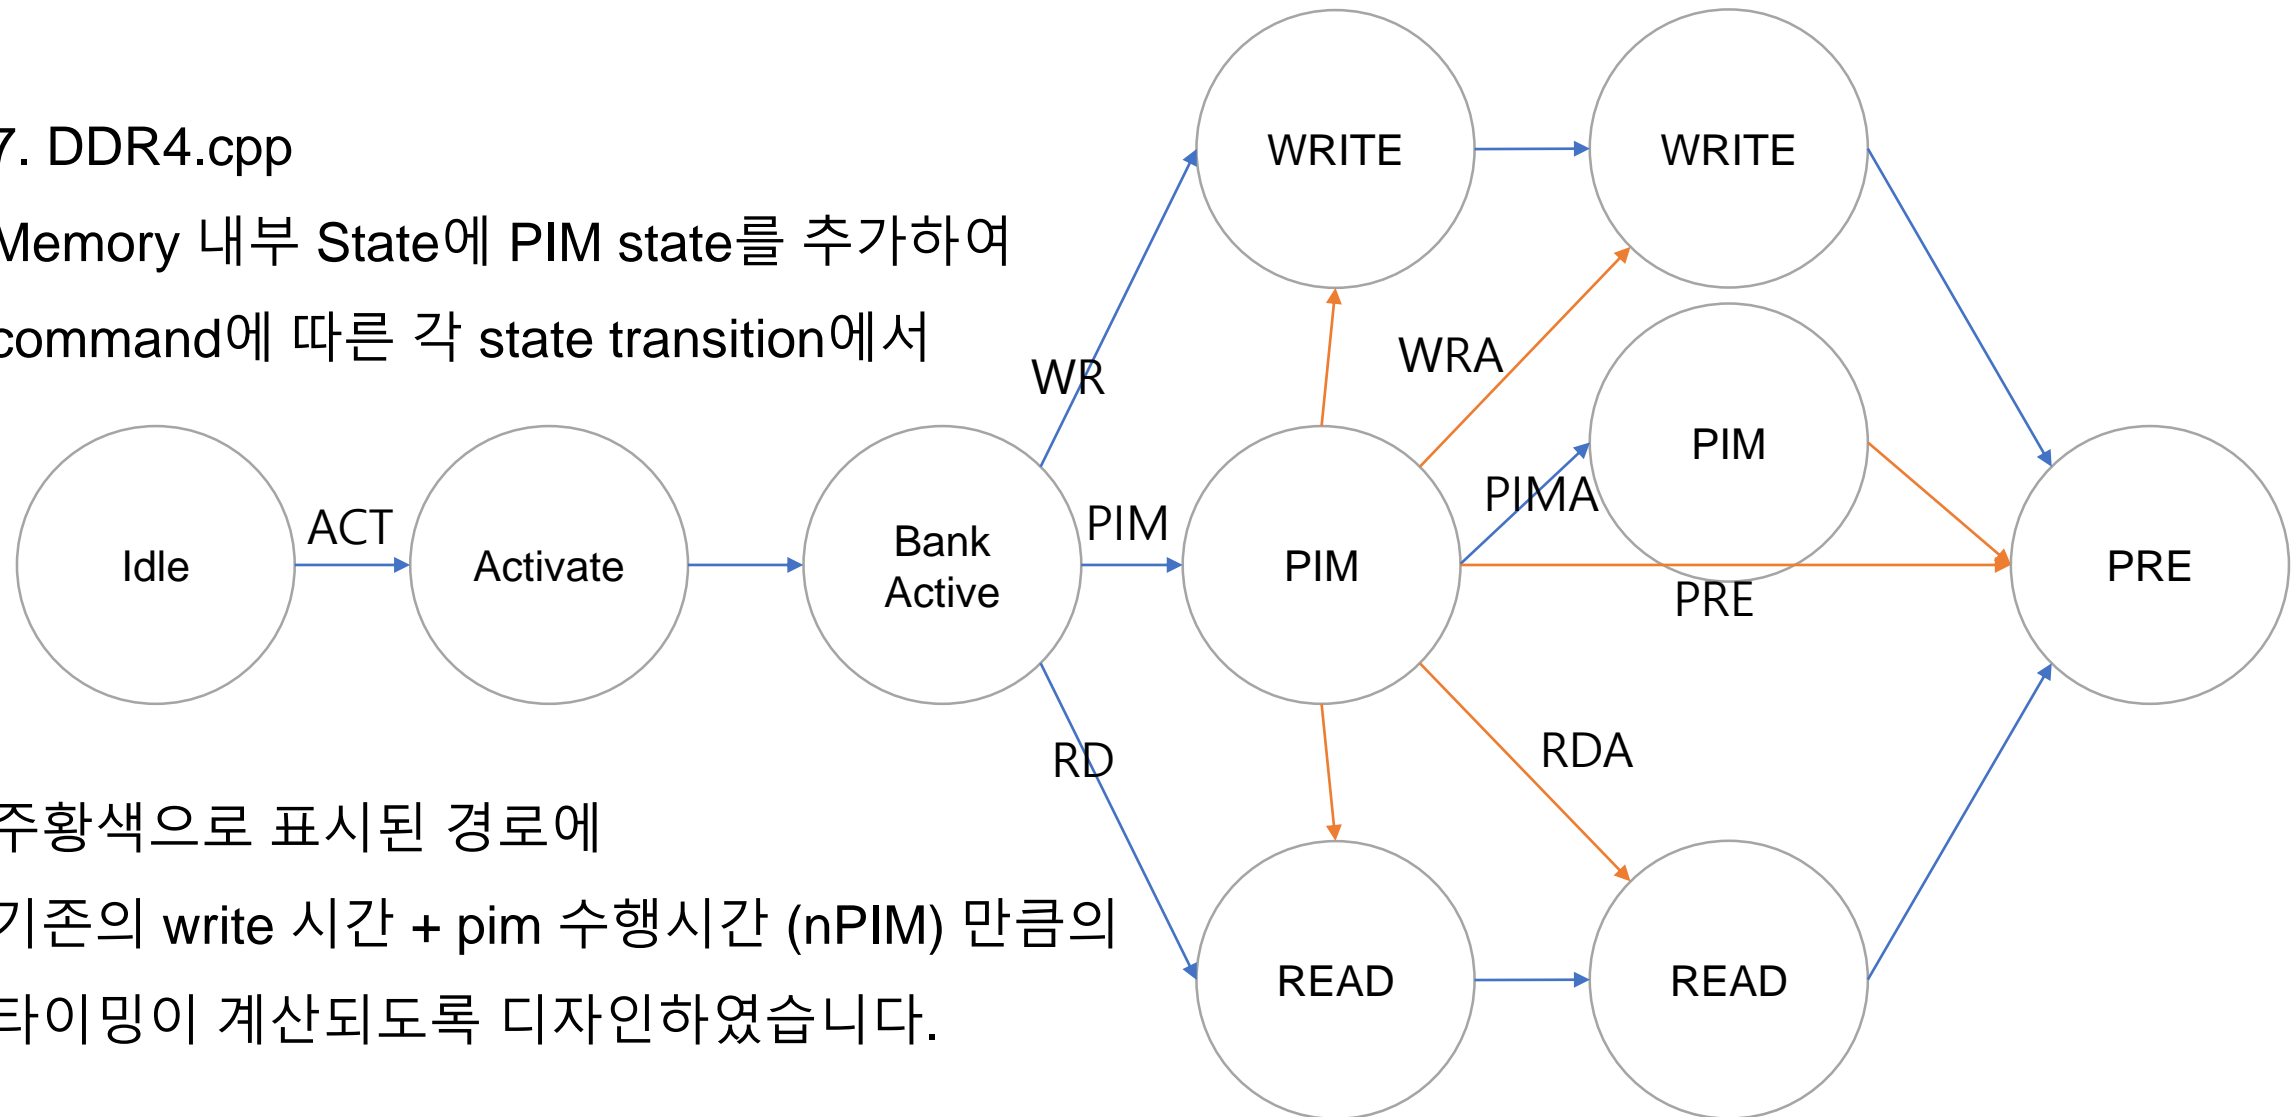 7. DDR4.cpp
Memory 내부 State에 PIM state를 추가하여
command에 따른 각 state transition에서
WRITE
WRITE
WR
WRA
PIM
PIMA
Idle
ACT
Activate
Bank
Active
PIM
PIM
PRE
PRE
RD
RDA
READ
READ
주황색으로 표시된 경로에
기존의 write 시간 + pim 수행시간 (nPIM) 만큼의
타이밍이 계산되도록 디자인하였습니다.